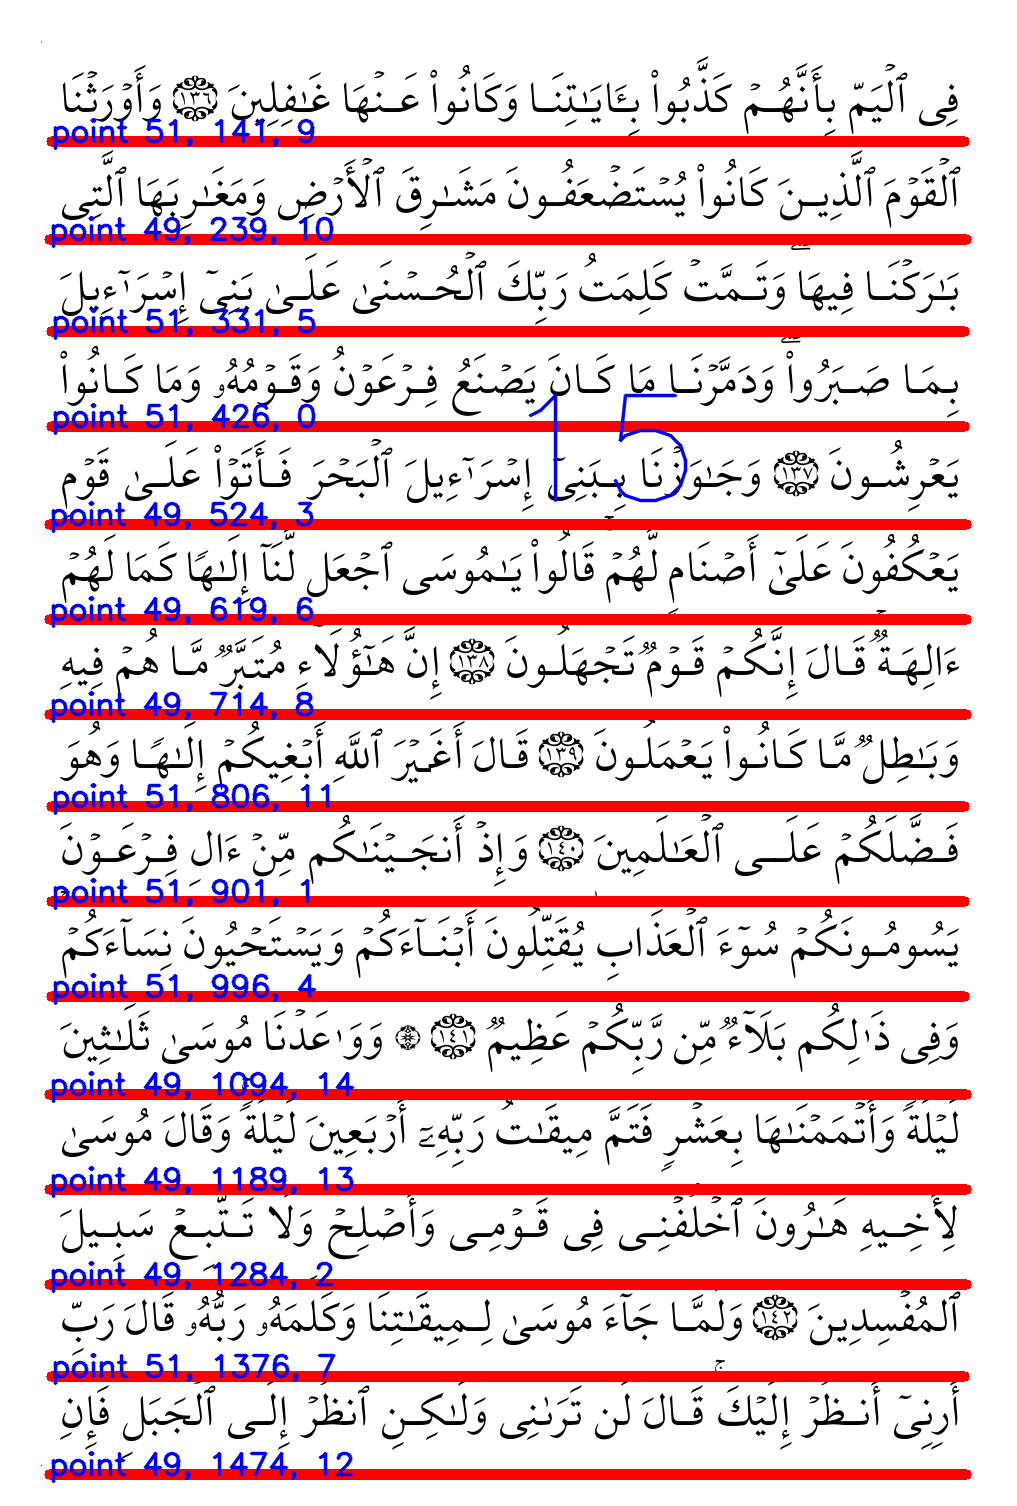 فِى ٱلْيَمِّ بِأَنَّهُمْ كَذَّبُوا۟ بِـَٔايَـٰتِنَا وَكَانُوا۟ عَنْهَا غَـٰفِلِينَ ١٣٦ وَأَوْرَثْنَا
point 51, 141, 9
ٱلْقَوْمَ ٱلَّذِينَ كَانُوا۟ يُسْتَضْعَفُونَ مَشَـٰرِقَ ٱلْأَرْضِ وَمَغَـٰرِبَهَا ٱلَّتِى
point 49, 239, 10
بَـٰرَكْنَا فِيهَا ۖ وَتَمَّتْ كَلِمَتُ رَبِّكَ ٱلْحُسْنَىٰ عَلَىٰ بَنِىٓ إِسْرَٰٓءِيلَ
point 51, 331, 5
بِمَا صَبَرُوا۟ ۖ وَدَمَّرْنَا مَا كَانَ يَصْنَعُ فِرْعَوْنُ وَقَوْمُهُۥ وَمَا كَانُوا۟
point 51, 426, 0
15
يَعْرِشُونَ ١٣٧ وَجَـٰوَزْنَا بِبَنِىٓ إِسْرَٰٓءِيلَ ٱلْبَحْرَ فَأَتَوْا۟ عَلَىٰ قَوْمٍ
point 49, 524, 3
يَعْكُفُونَ عَلَىٰٓ أَصْنَامٍ لَّهُمْ ۚ قَالُوا۟ يَـٰمُوسَى ٱجْعَل لَّنَآ إِلَـٰهًا كَمَا لَهُمْ
point 49, 619, 6
ءَالِهَةٌ ۚ قَالَ إِنَّكُمْ قَوْمٌ تَجْهَلُونَ ١٣٨ إِنَّ هَـٰٓؤُلَآءِ مُتَبَّرٌ مَّا هُمْ فِيهِ
point 49, 714, 8
وَبَـٰطِلٌ مَّا كَانُوا۟ يَعْمَلُونَ ١٣٩ قَالَ أَغَيْرَ ٱللَّهِ أَبْغِيكُمْ إِلَـٰهًا وَهُوَ
point 51, 806, 11
فَضَّلَكُمْ عَلَى ٱلْعَـٰلَمِينَ ١٤٠ وَإِذْ أَنجَيْنَـٰكُم مِّنْ ءَالِ فِرْعَوْنَ
point 51, 901, 1
يَسُومُونَكُمْ سُوٓءَ ٱلْعَذَابِ ۖ يُقَتِّلُونَ أَبْنَآءَكُمْ وَيَسْتَحْيُونَ نِسَآءَكُمْ ۚ
point 51, 996, 4
وَفِى ذَٰلِكُم بَلَآءٌ مِّن رَّبِّكُمْ عَظِيمٌ ١٤١ ۞ وَوَٰعَدْنَا مُوسَىٰ ثَلَـٰثِينَ
point 49, 1094, 14
لَيْلَةً وَأَتْمَمْنَـٰهَا بِعَشْرٍ فَتَمَّ مِيقَـٰتُ رَبِّهِۦٓ أَرْبَعِينَ لَيْلَةً ۚ وَقَالَ مُوسَىٰ
point 49, 1189, 13
لِأَخِيهِ هَـٰرُونَ ٱخْلُفْنِى فِى قَوْمِى وَأَصْلِحْ وَلَا تَتَّبِعْ سَبِيلَ
point 49, 1284, 2
ٱلْمُفْسِدِينَ ١٤٢ وَلَمَّا جَآءَ مُوسَىٰ لِمِيقَـٰتِنَا وَكَلَّمَهُۥ رَبُّهُۥ قَالَ رَبِّ
point 51, 1376, 7
أَرِنِىٓ أَنظُرْ إِلَيْكَ ۚ قَالَ لَن تَرَىٰنِى وَلَـٰكِنِ ٱنظُرْ إِلَى ٱلْجَبَلِ فَإِنِ
point 49, 1474, 12